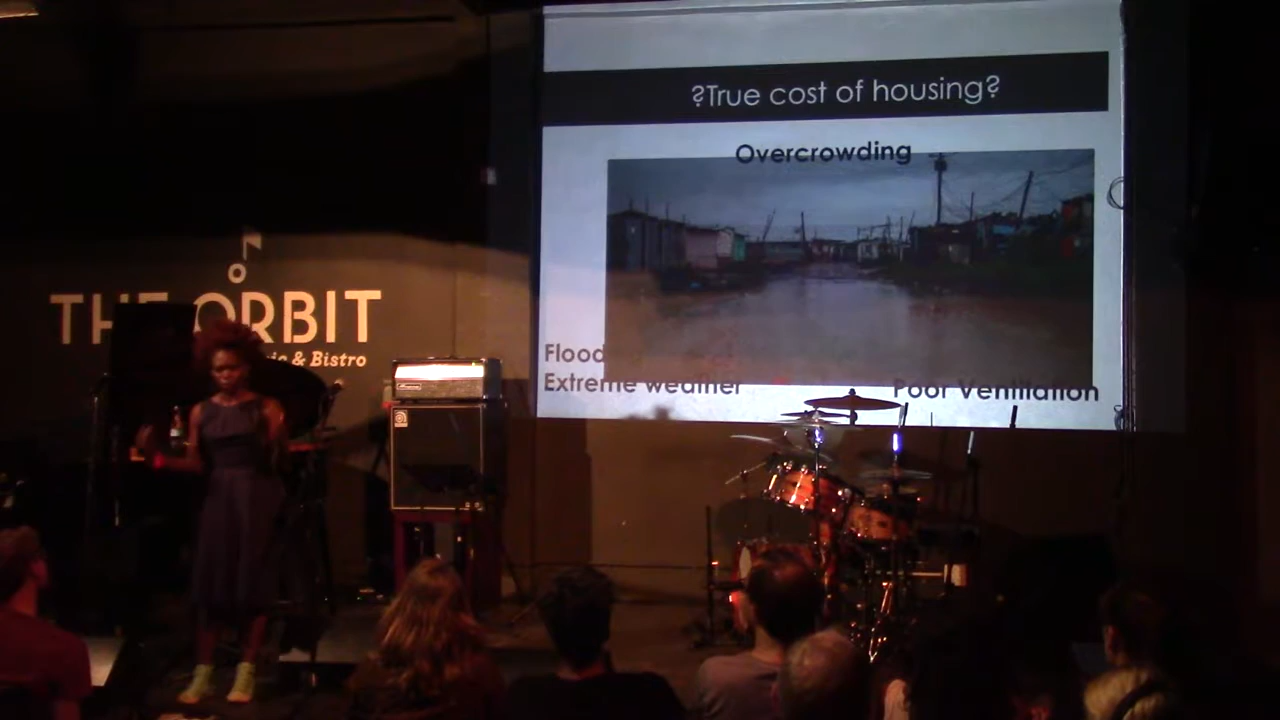 ?True cost of housing?
Overcrowding
Flood
Extreme weather
Poor Ventilation
THE ORBIT
& Bistro